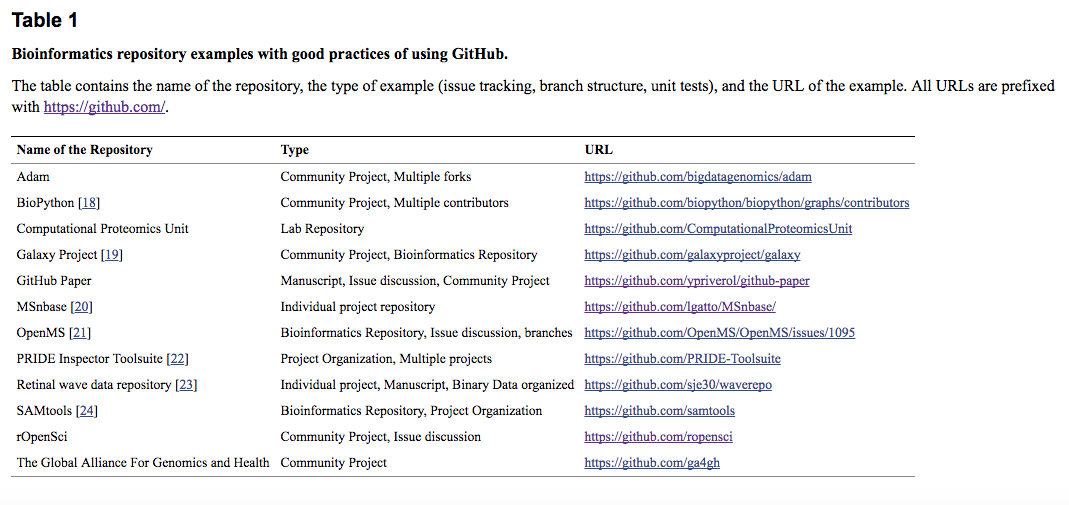 Table 1
Bioinformatics repository examples with good practices of using GitHub.
The table contains the name of the repository, the type of example (issue tracking, branch structure, unit tests), and the URL of the example. All URLs are prefixed
with https://github.com/.
Name of the Repository Type URL
Adam Community Project, Multiple forks https://github.com/bigdatagenomics/adam
BioPython [18] Community Project, Multiple contributors https://github.com/biopython/biopython/graphs/contributors
Computational Proteomics Unit Lab Repository https://github.com/ComputationalProteomicsUnit
Galaxy Project [19] Community Project, Bioinformatics Repository https://github.com/galaxyproject/galaxy
GitHub Paper Manuscript, Issue discussion, Community Project https://github.com/ypriverol/github-paper
MSnbase [20] Individual project repository https://github.com/lgatto/MSnbase/
OpenMS [21] Bioinformatics Repository, Issue discussion, branches https://github.com/OpenMS/OpenMS/issues/1095
PRIDE Inspector Toolsuite [22] Project Organization, Multiple projects https://github.com/PRIDE-Toolsuite
Retinal wave data repository [23] Individual project, Manuscript, Binary Data organized https://github.com/sje30/waverepo
SAMtools [24] Bioinformatics Repository, Project Organization https://github.com/samtools
rOpenSci Community Project, Issue discussion https://github.com/ropensci
The Global Alliance For Genomics and Health Community Project https://github.com/ga4gh